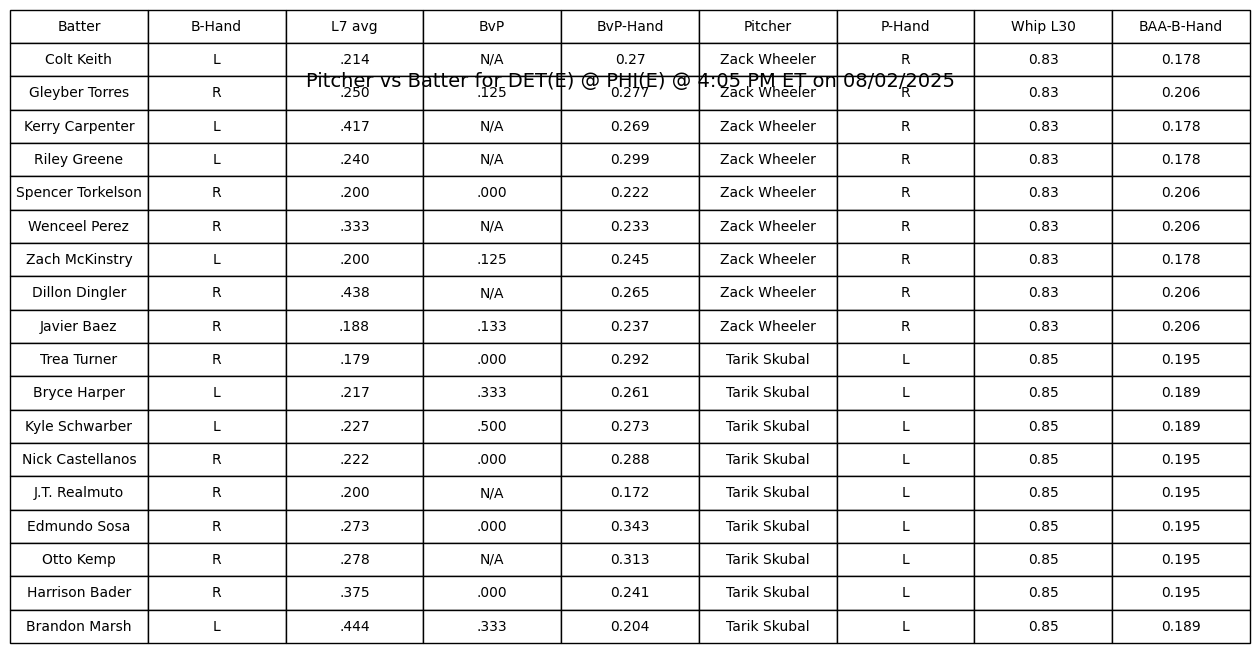 Batter B-Hand L7 avg BvP BvP-Hand Pitcher P-Hand Whip L30 BAA-B-Hand
Colt Keith L .214 N/A 0.27 Zack Wheeler R 0.83 0.178
Pitcher vs Batter for DET(E) @ PHI(E) @ 4:05 PM ET on 08/02/2025
Gleyber Torres R .250 .125 0.277 Zack Wheeler R 0.83 0.206
Kerry Carpenter L .417 N/A 0.269 Zack Wheeler R 0.83 0.178
Riley Greene L .240 N/A 0.299 Zack Wheeler R 0.83 0.178
Spencer Torkelson R .200 .000 0.222 Zack Wheeler R 0.83 0.206
Wenceel Perez R .333 N/A 0.233 Zack Wheeler R 0.83 0.206
Zach McKinstry L .200 .125 0.245 Zack Wheeler R 0.83 0.178
Dillon Dingler R .438 N/A 0.265 Zack Wheeler R 0.83 0.206
Javier Baez R .188 .133 0.237 Zack Wheeler R 0.83 0.206
Trea Turner R .179 .000 0.292 Tarik Skubal L 0.85 0.195
Bryce Harper L .217 .333 0.261 Tarik Skubal L 0.85 0.189
Kyle Schwarber L .227 .500 0.273 Tarik Skubal L 0.85 0.189
Nick Castellanos R .222 .000 0.288 Tarik Skubal L 0.85 0.195
J.T. Realmuto R .200 N/A 0.172 Tarik Skubal L 0.85 0.195
Edmundo Sosa R .273 .000 0.343 Tarik Skubal L 0.85 0.195
Otto Kemp R .278 N/A 0.313 Tarik Skubal L 0.85 0.195
Harrison Bader R .375 .000 0.241 Tarik Skubal L 0.85 0.195
Brandon Marsh L .444 .333 0.204 Tarik Skubal L 0.85 0.189